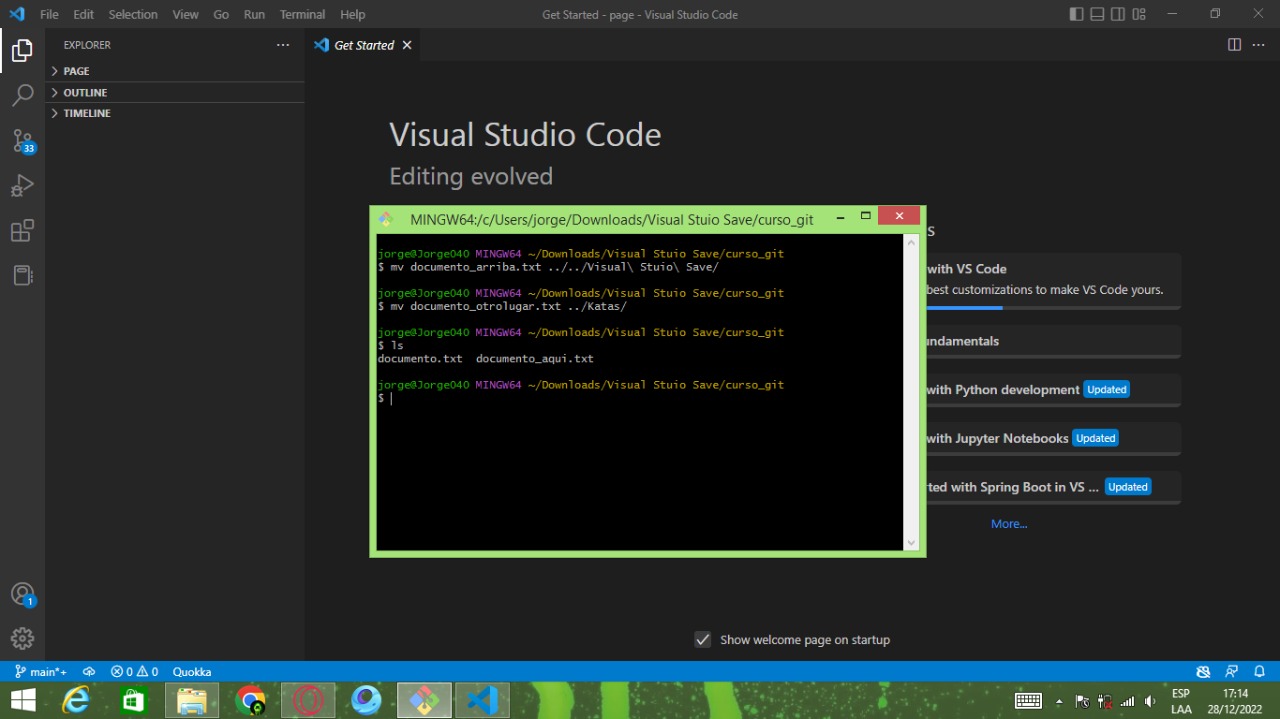 File Edit Selection View Go Run Terminal Help
Get Started - page - Visual Studio Code
EXPLORER
PAGE
OUTLINE
TIMELINE
33
1
Get Started
Visual Studio Code
Editing evolved
MINGW64:/c/Users/jorge/Downloads/Visual Stuio Save/curso_git
jorge@Jorge040 MINGW64 ~/Downloads/Visual Stuio Save/curso_git
$ mv documento_arriba.txt ../../Visual\ Stuio\ Save/
jorge@Jorge040 MINGW64 ~/Downloads/Visual Stuio Save/curso_git
$ mv documento_otrolugar.txt ../Katas/
jorge@Jorge040 MINGW64 ~/Downloads/Visual Stuio Save/curso_git
$ ls
documento.txt documento_aqui.txt
jorge@Jorge040 MINGW64 ~/Downloads/Visual Stuio Save/curso_git
$
s
with VS Code
best customizations to make VS Code yours.
undamentals
with Python development Updated
with Jupyter Notebooks Updated
rted with Spring Boot in VS ... Updated
More...
Show welcome page on startup
main*+ 0 0 Quokka
ESP 17:14
LAA 28/12/2022